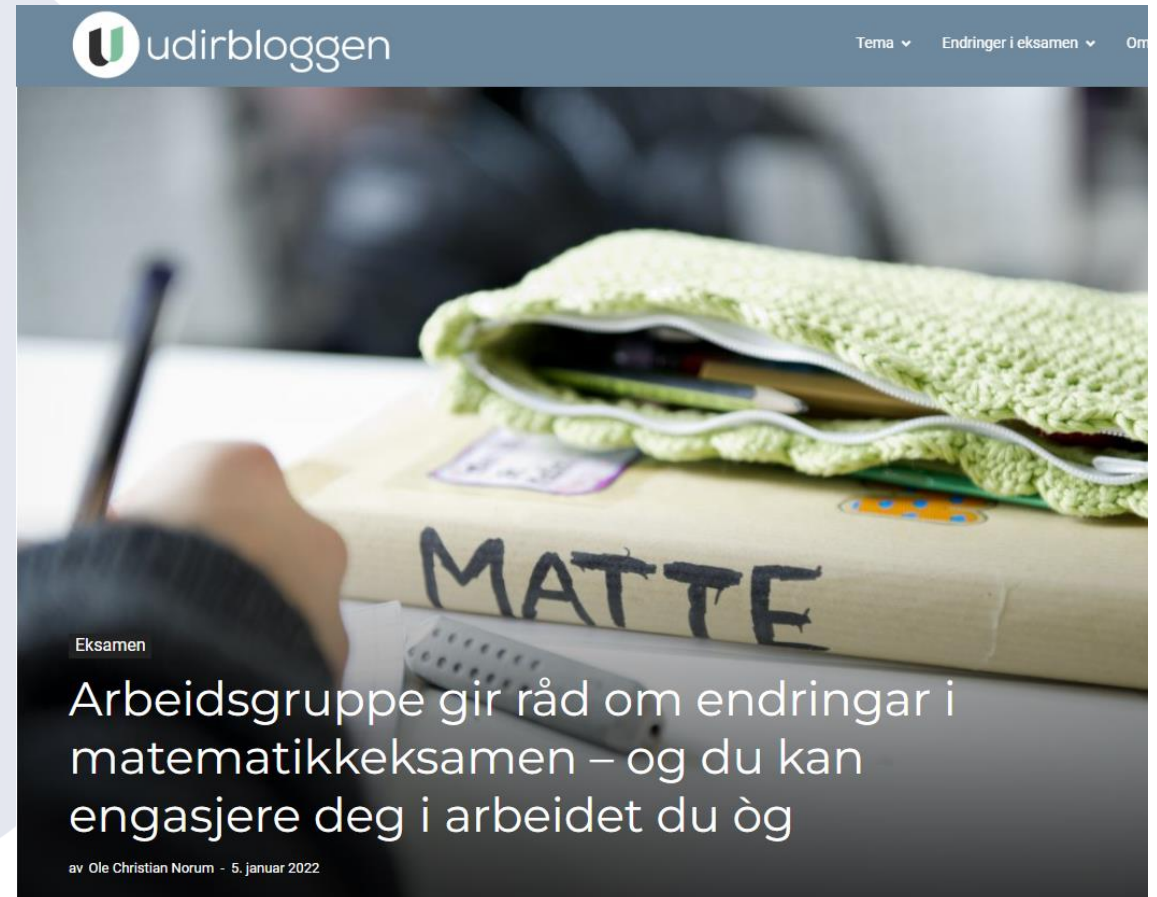 udirbloggen
Tema Endringer i eksamen Om
MATTE
Eksamen
Arbeidsgruppe gir råd om endringar i
matematikkeksamen – og du kan
engasjere deg i arbeidet du òg
av Ole Christian Norum - 5. januar 2022